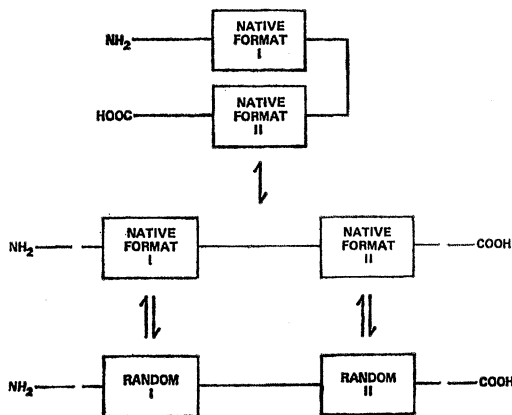 NH2
NATIVE
FORMAT
I
HOOC
NATIVE
FORMAT
II
NH2
NATIVE
FORMAT
I
NATIVE
FORMAT
II
COOH
NH2
RANDOM
I
RANDOM
II
COOH